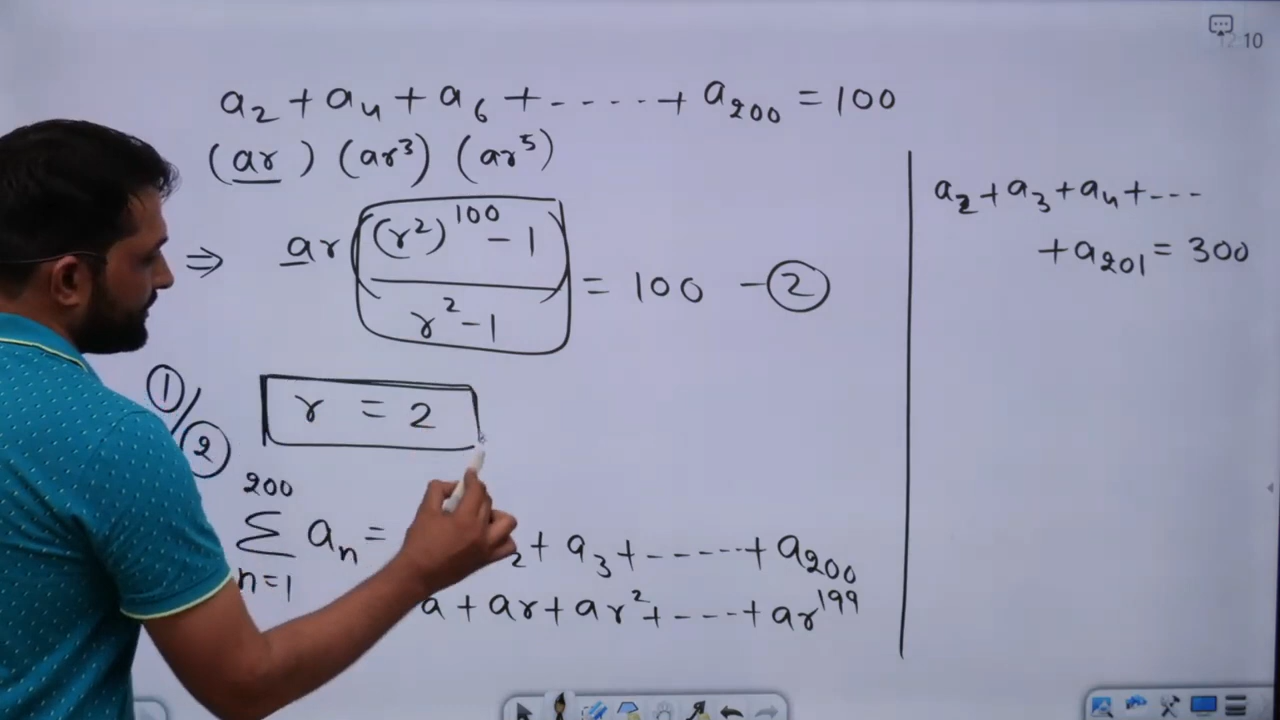 12:10
a₂ + a₄ + a₆ + ----- + a₂₀₀ = 100
(ar) (ar³) (ar⁵)
⇒ ar ( ((r²)¹⁰⁰ - 1) / (r² - 1) ) = 100 - ②
①/②
r = 2
200
∑ aₙ = ₂ + a₃ + ----- + a₂₀₀
n=1
a + ar + ar² + ---- + ar¹⁹⁹
a₂ + a₃ + a₄ + ---
+ a₂₀₁ = 300